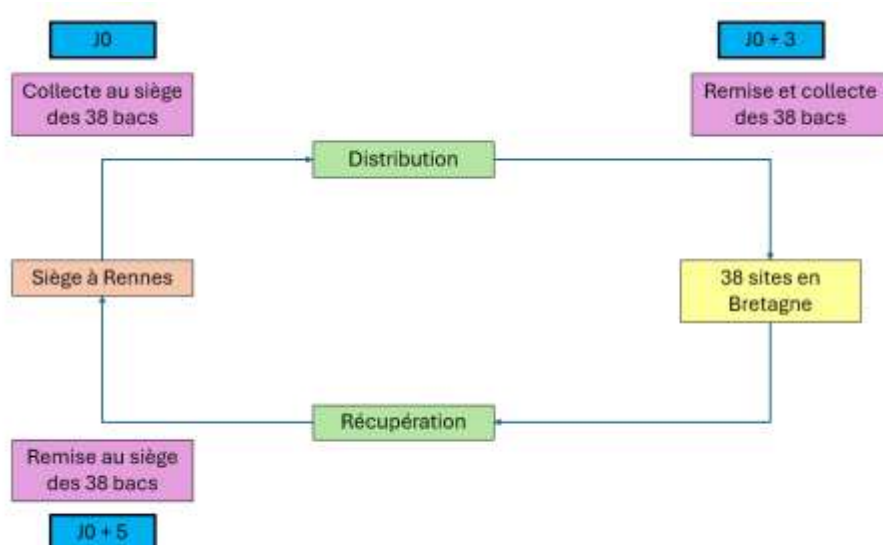 J0
J0 + 3
Collecte au siège
des 38 bacs
Remise et collecte
des 38 bacs
Distribution
Siège à Rennes
38 sites en
Bretagne
Récupération
Remise au siège
des 38 bacs
J0 + 5